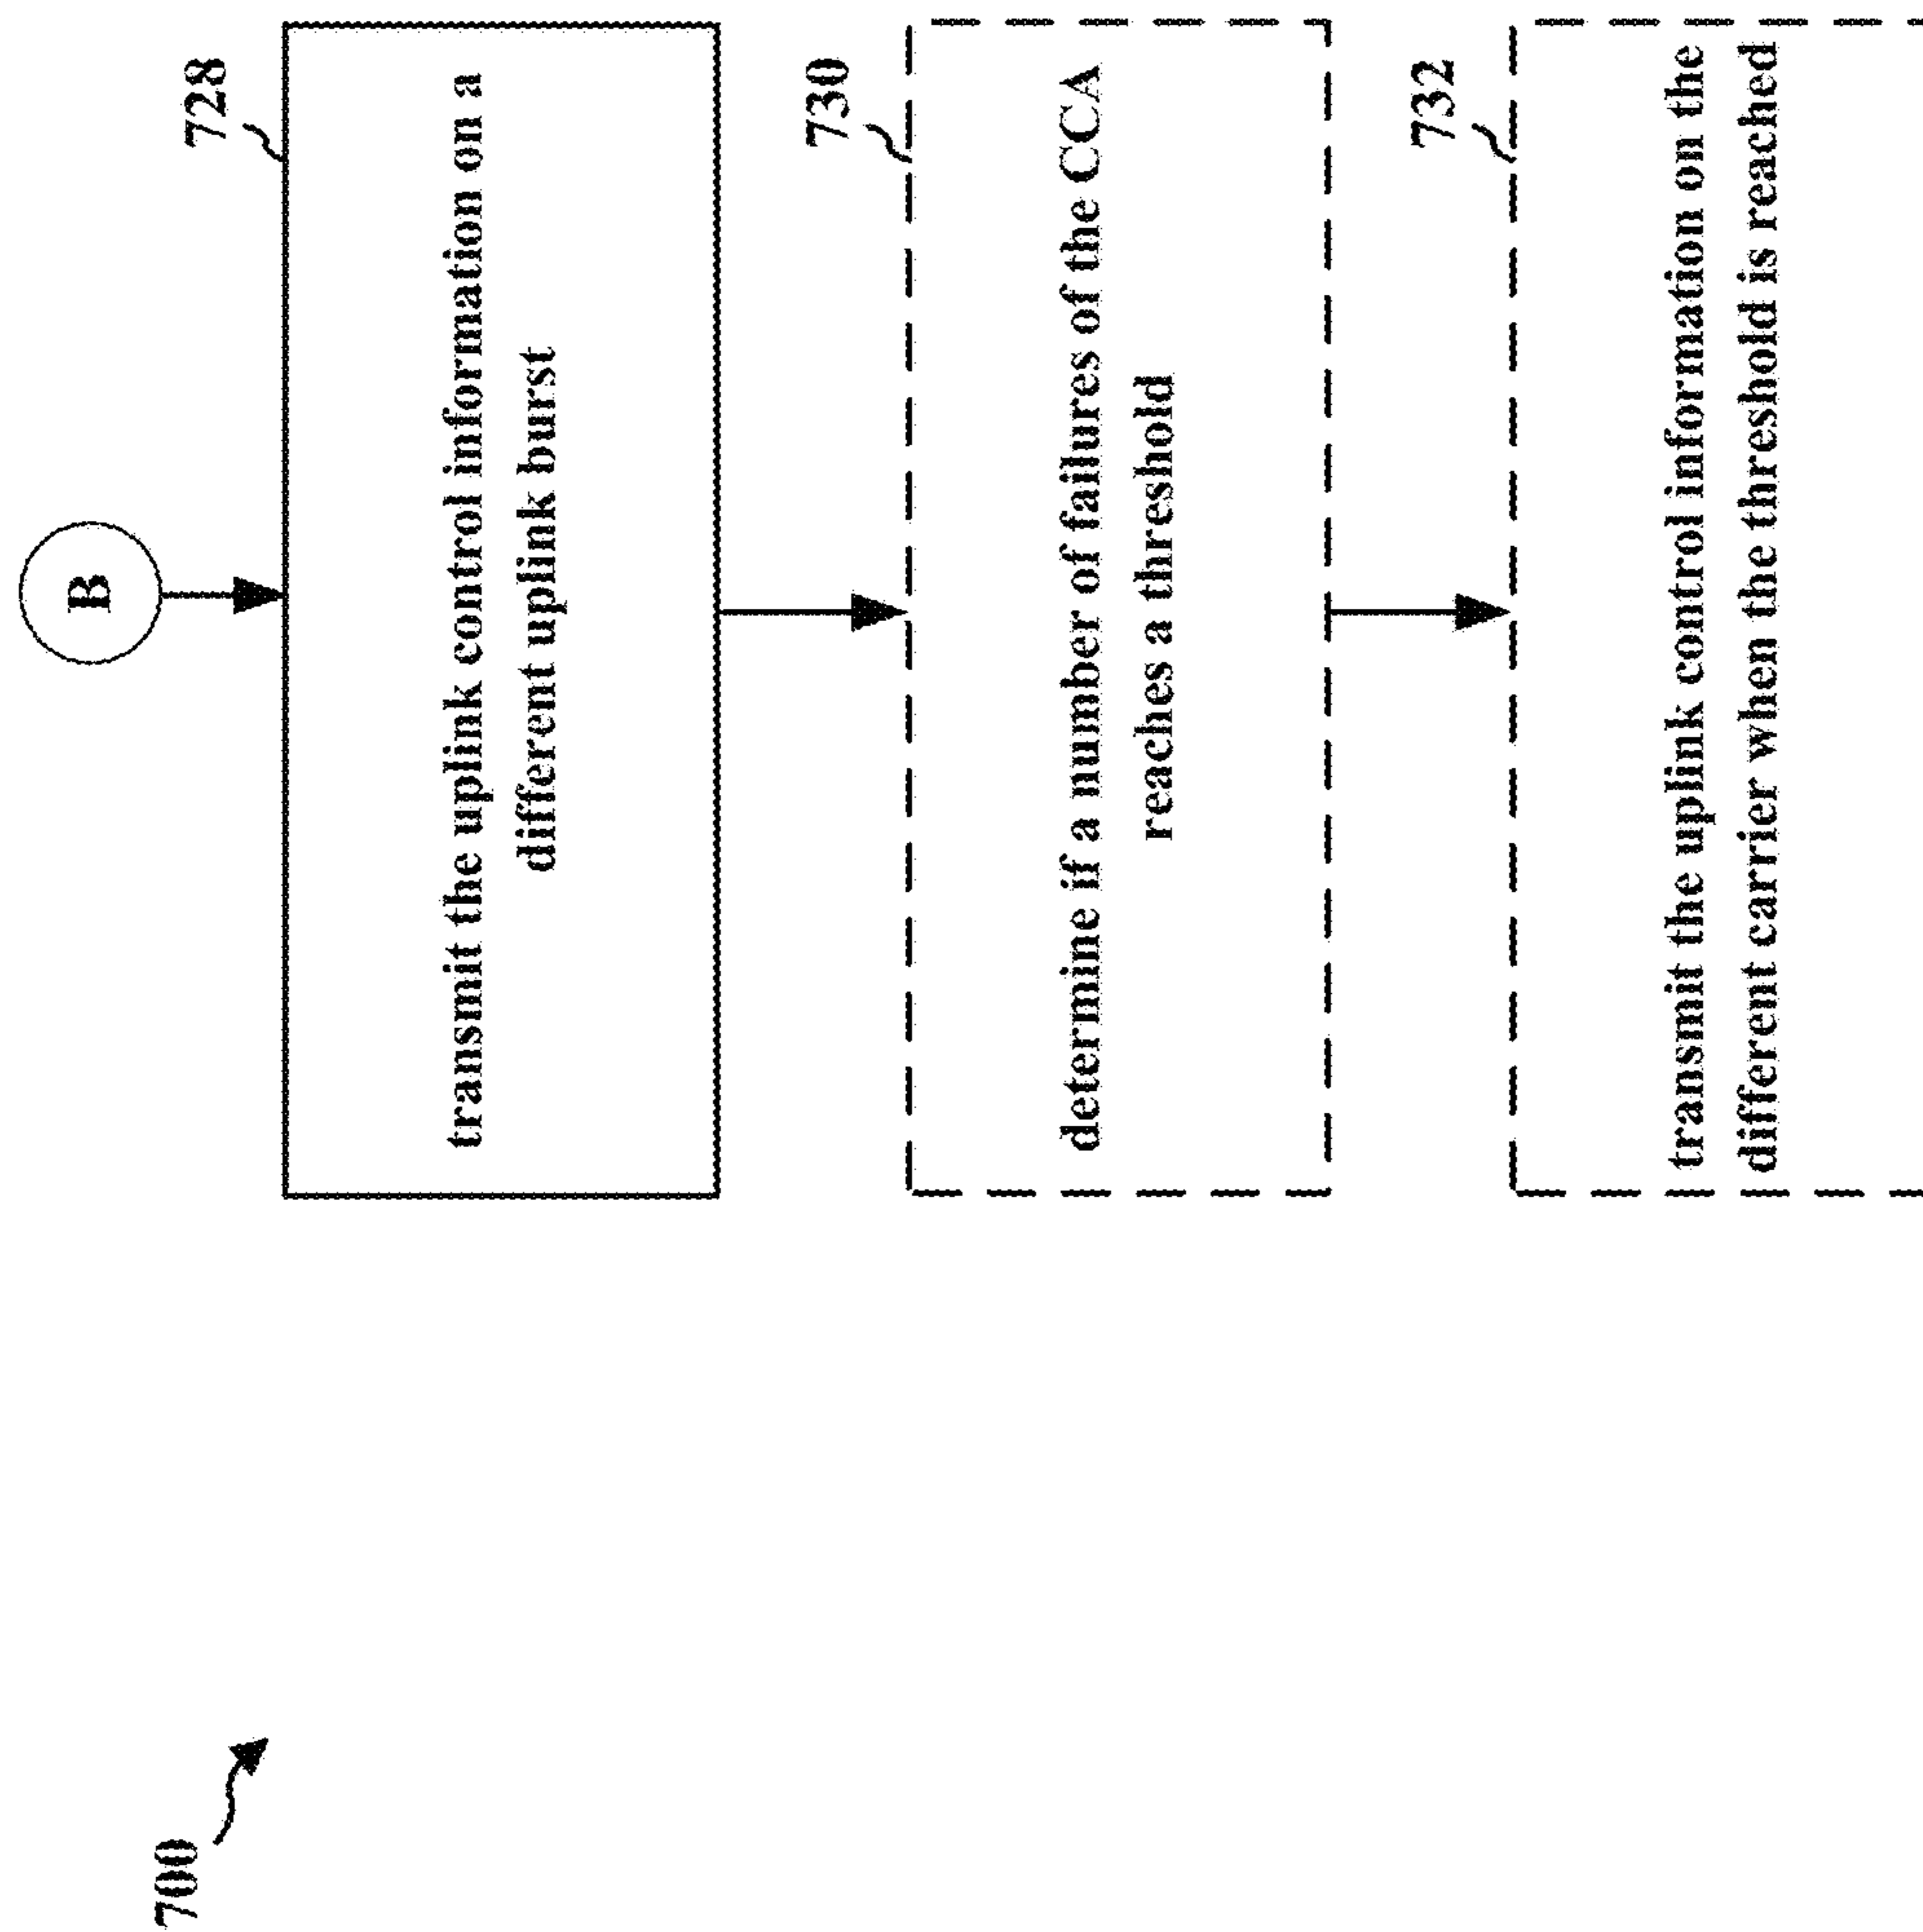 700
B
728
transmit the uplink control information on a
different uplink burst
730
determine if a number of failures of the CCA
reaches a threshold
732
transmit the uplink control information on the
different carrier when the threshold is reached